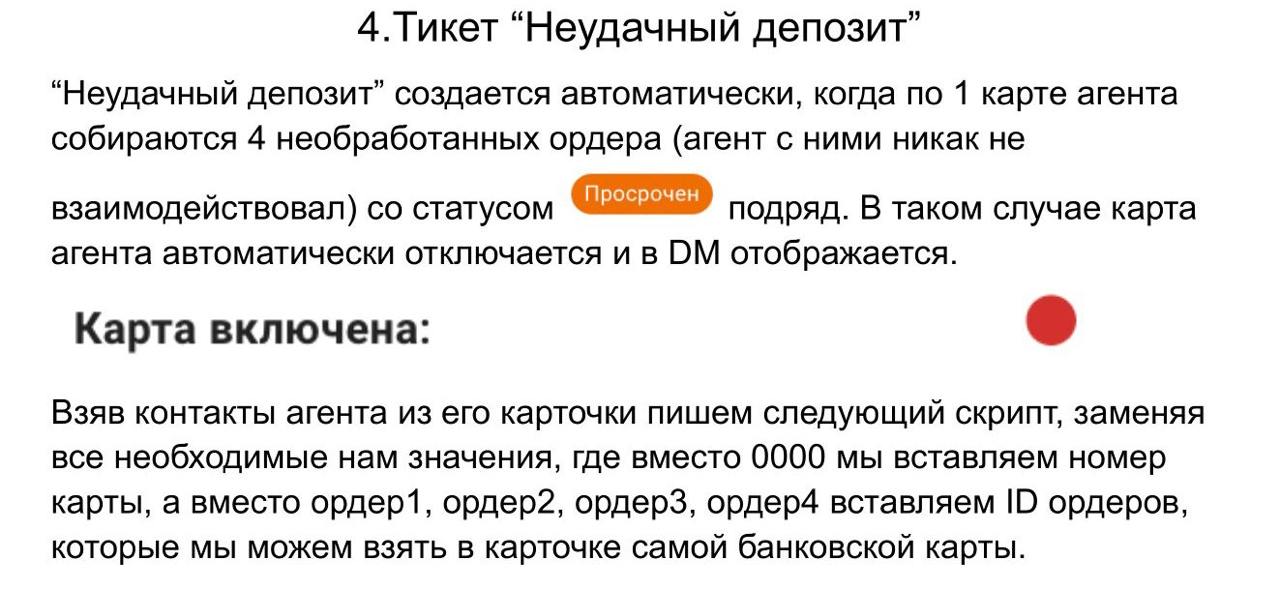 4.Тикет “Неудачный депозит”
“Неудачный депозит” создается автоматически, когда по 1 карте агента
собираются 4 необработанных ордера (агент с ними никак не
взаимодействовал) со статусом Просрочен подряд. В таком случае карта
агента автоматически отключается и в DM отображается.
Карта включена:
Взяв контакты агента из его карточки пишем следующий скрипт, заменяя
все необходимые нам значения, где вместо 0000 мы вставляем номер
карты, а вместо ордер1, ордер2, ордер3, ордер4 вставляем ID ордеров,
которые мы можем взять в карточке самой банковской карты.